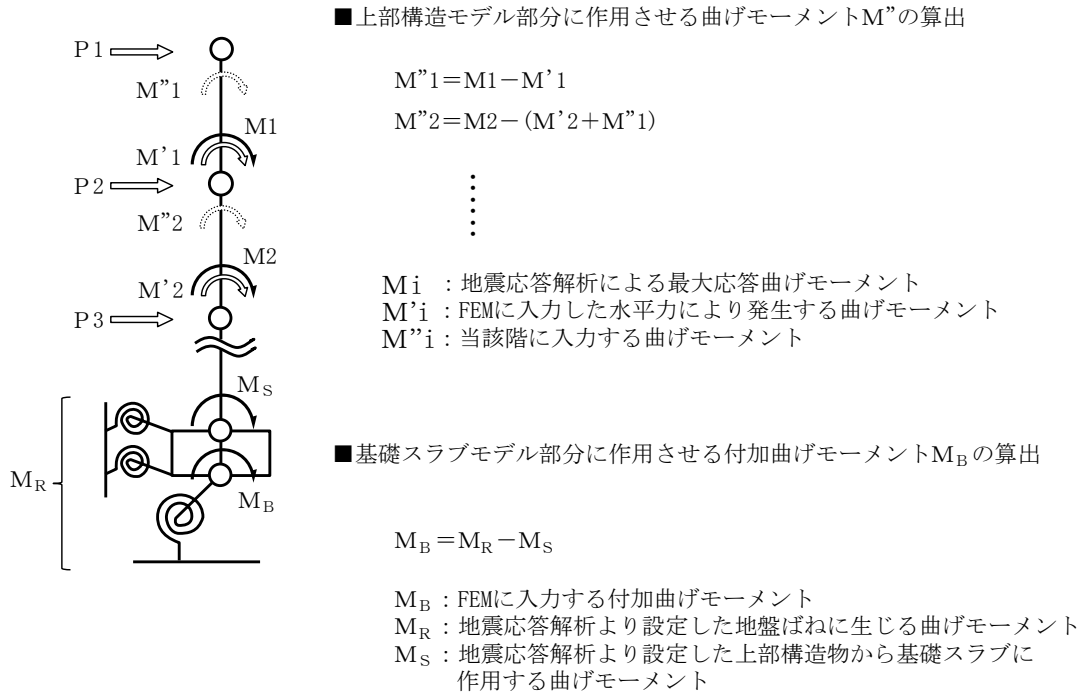 ■上部構造モデル部分に作用させる曲げモーメントM”の算出
M”1=M1-M’1
M”2=M2-(M’2+M”1)
Mi ：地震応答解析による最大応答曲げモーメント
M’i：FEMに入力した水平力により発生する曲げモーメント
M”i：当該階に入力する曲げモーメント
P1
M”1
M1
M’1
P2
M”2
M2
M’2
P3
MS
MR
MB
■基礎スラブモデル部分に作用させる付加曲げモーメントMBの算出
MB=MR-MS
MB：FEMに入力する付加曲げモーメント
MR：地震応答解析より設定した地盤ばねに生じる曲げモーメント
MS：地震応答解析より設定した上部構造物から基礎スラブに
作用する曲げモーメント